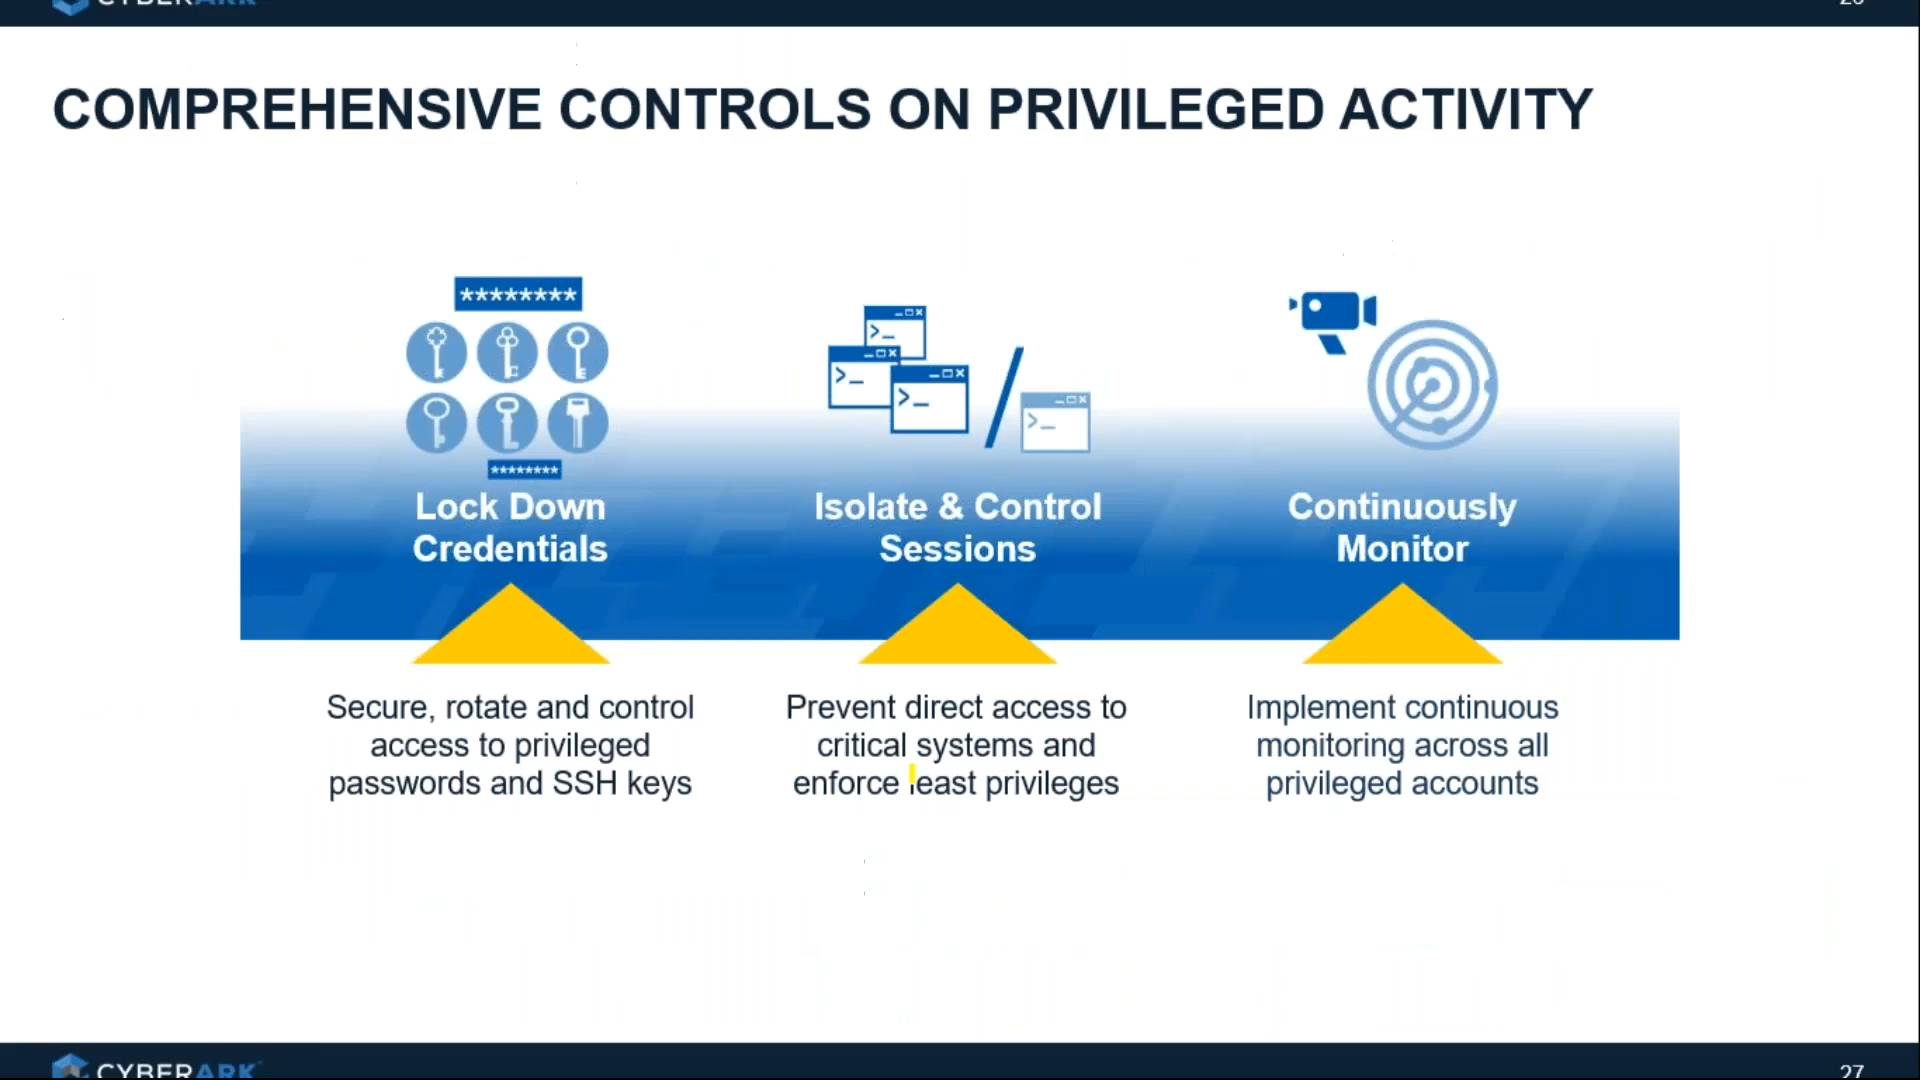 CYBERARK
26
COMPREHENSIVE CONTROLS ON PRIVILEGED ACTIVITY
********
********
Lock Down
Credentials
Secure, rotate and control
access to privileged
passwords and SSH keys
Isolate & Control
Sessions
Prevent direct access to
critical systems and
enforce least privileges
Continuously
Monitor
Implement continuous
monitoring across all
privileged accounts
CYBERARK
27